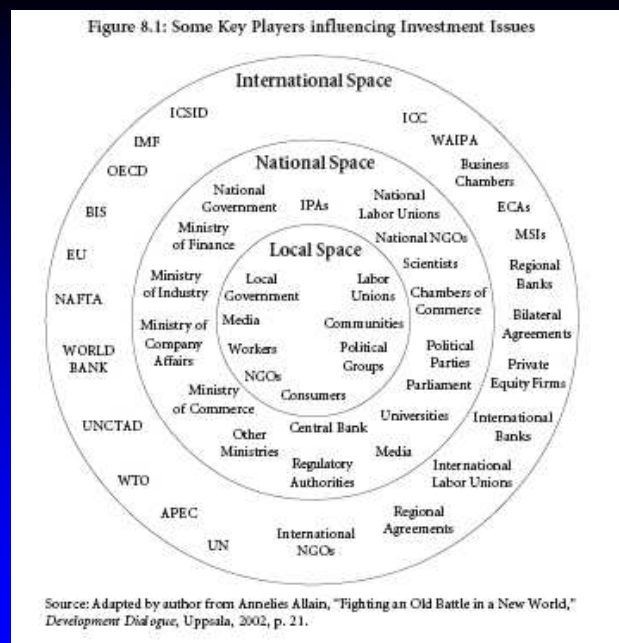 Figure 8.1: Some Key Players influencing Investment Issues
International Space
ICSID
ICC
IMF
WAIPA
OECD
Business
Chambers
BIS
ECAs
EU
MSIs
NAFTA
Regional
Banks
WORLD
BANK
Bilateral
Agreements
UNCTAD
Private
Equity Firms
WTO
International
Banks
APEC
International
Labor Unions
UN
Regional
Agreements
International
NGOs
National Space
National
Government
IPAs
National
Labor Unions
Ministry
of Finance
National NGOs
Scientists
Ministry
of Industry
Chambers of
Commerce
Ministry of
Company
Affairs
Political
Parties
Ministry
of Commerce
Parliament
Other
Ministries
Central Bank
Universities
Regulatory
Authorities
Media
Local Space
Local
Government
Labor
Unions
Media
Communities
Workers
Political
Groups
NGOs
Consumers
Source: Adapted by author from Annelies Allain, "Fighting an Old Battle in a New World,"
Development Dialogue, Uppsala, 2002, p. 21.